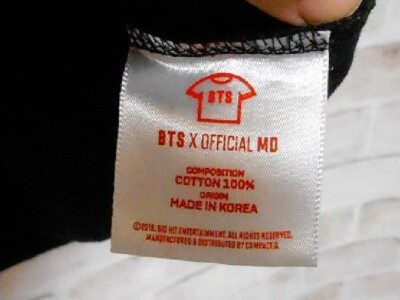 BTS
BTS X OFFICIAL MD
COMPOSITION
COTTON 100%
ORIGIN
MADE IN KOREA
©2018. BIG HIT ENTERTAINMENT. ALL RIGHTS RESERVED.
MANUFACTURED & DISTRIBUTED BY COMPACT.D.